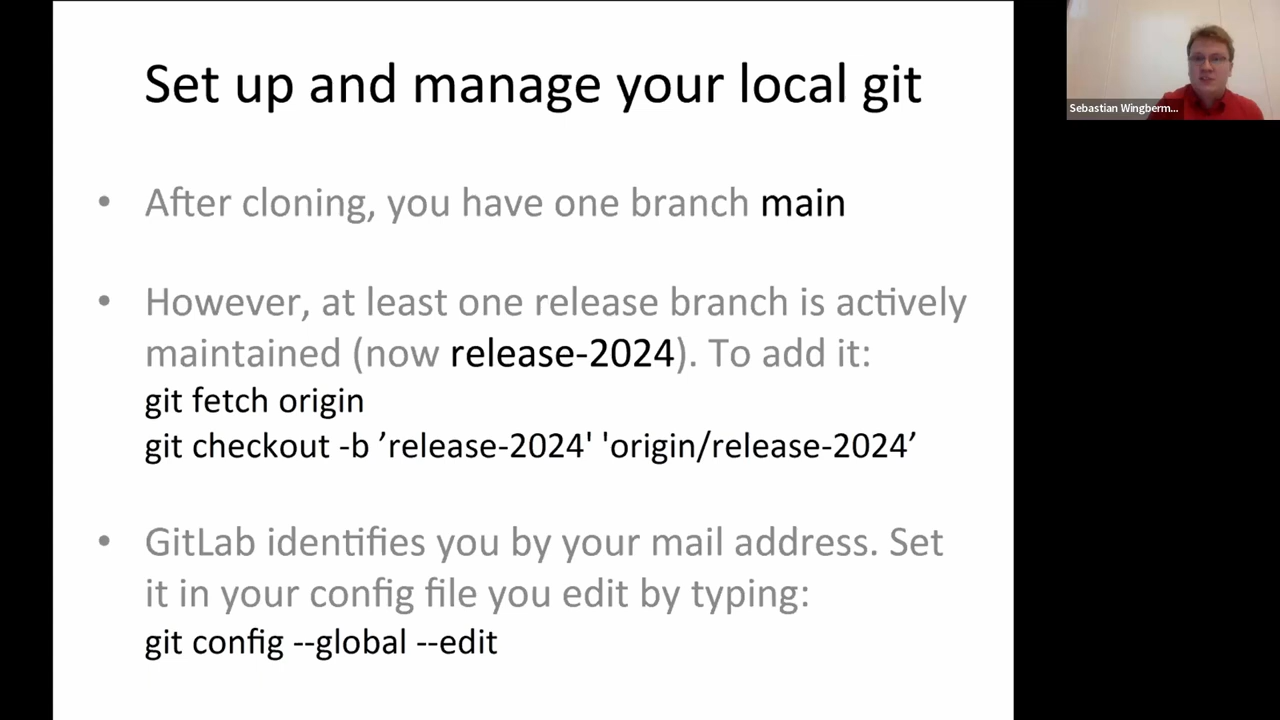 Set up and manage your local git
• After cloning, you have one branch main
• However, at least one release branch is actively
maintained (now release-2024). To add it:
git fetch origin
git checkout -b ’release-2024' 'origin/release-2024’
• GitLab identifies you by your mail address. Set
it in your config file you edit by typing:
git config --global --edit
Sebastian Wingberm...